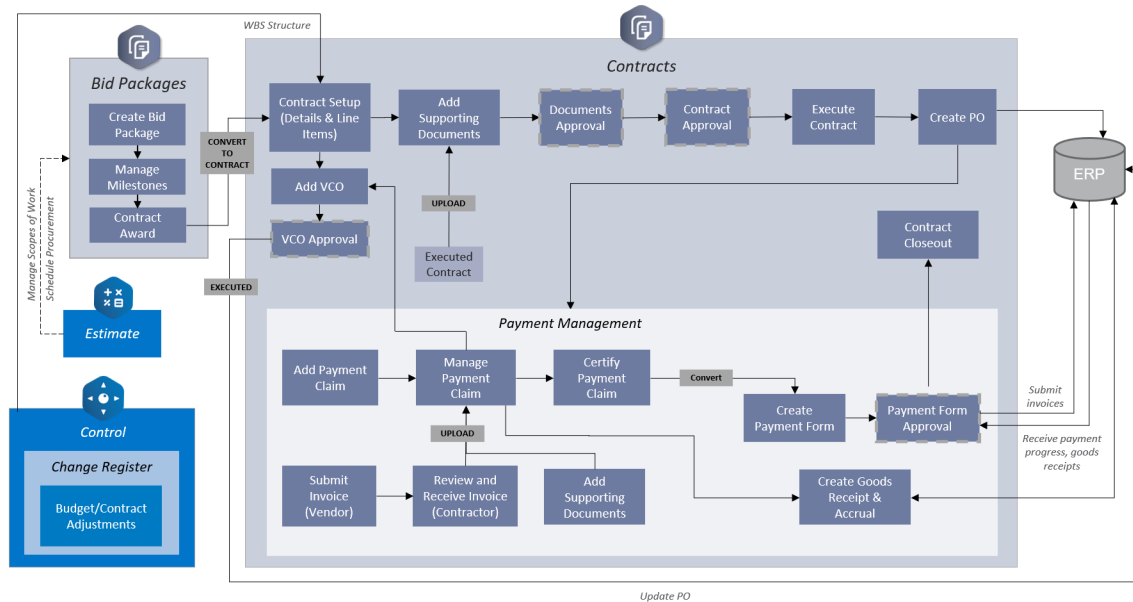 WBS Structure
Bid Packages
Create Bid
Package
Manage
Milestones
Contract
Award
CONVERT
TO
CONTRACT
Manage Scopes of Work
Schedule Procurement
Estimate
Control
Change Register
Budget/Contract
Adjustments
Contracts
Contract Setup
(Details & Line
Items)
Add
Supporting
Documents
Documents
Approval
Contract
Approval
Execute
Contract
Create PO
ERP
Add VCO
VCO Approval
UPLOAD
Executed
Contract
EXECUTED
Contract
Closeout
Payment Management
Add Payment
Claim
Manage
Payment
Claim
Certify
Payment
Claim
Convert
Create
Payment Form
Payment Form
Approval
Submit
invoices
Receive payment
progress, goods
receipts
UPLOAD
Submit
Invoice
(Vendor)
Review and
Receive Invoice
(Contractor)
Add
Supporting
Documents
Create Goods
Receipt &
Accrual
Update PO